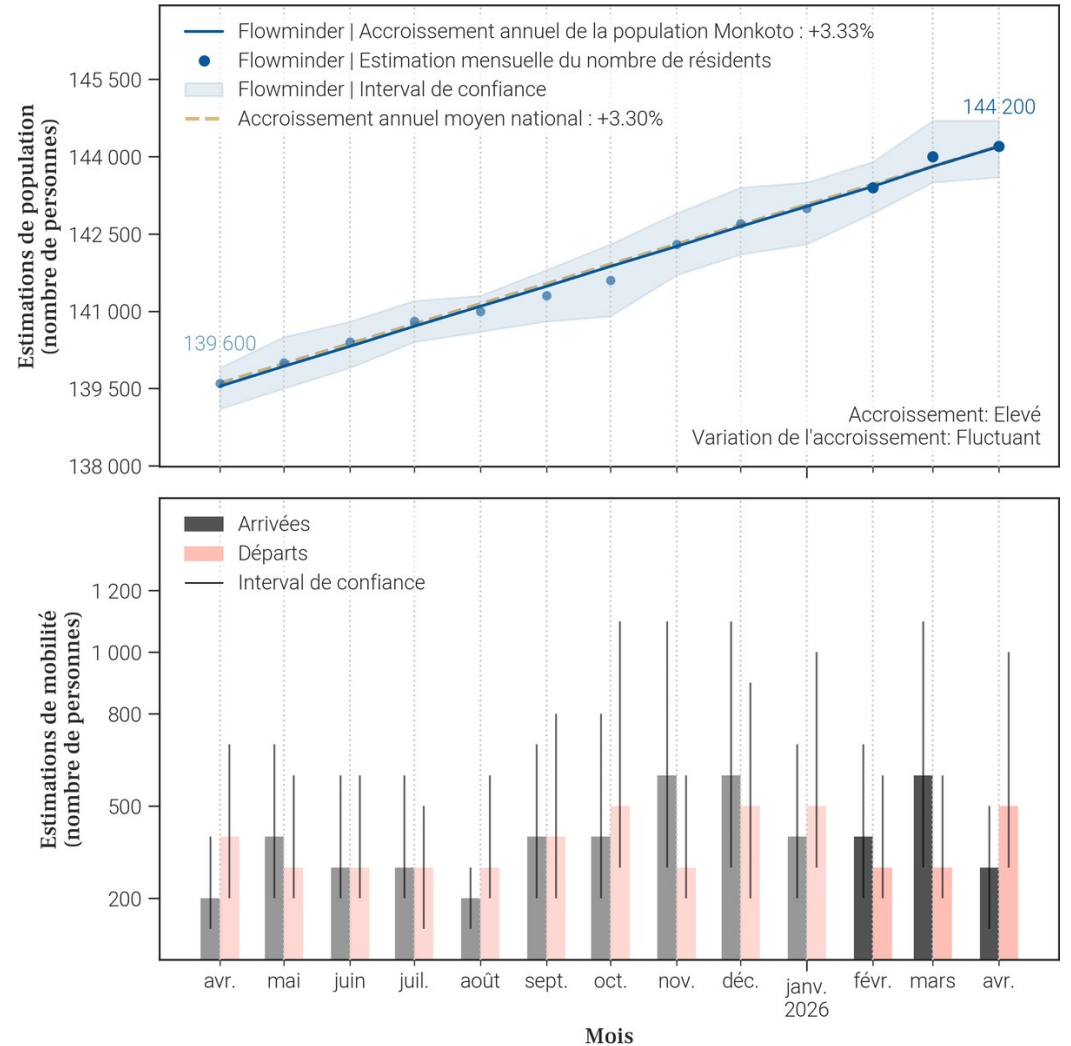 Flowminder | Accroissement annuel de la population Monkoto : +3.33%
Flowminder | Estimation mensuelle du nombre de résidents
Flowminder | Interval de confiance
Accroissement annuel moyen national : +3.30%
Estimations de population
(nombre de personnes)
145 500
144 000
142 500
141 000
139 500
138 000
139 600
144 200
Accroissement: Elevé
Variation de l'accroissement: Fluctuant
Arrivées
Départs
Interval de confiance
Estimations de mobilité
(nombre de personnes)
1 200
1 000
800
500
200
avr. mai juin juil. août sept. oct. nov. déc. janv. févr. mars avr.
2026
Mois